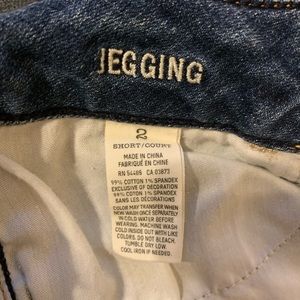 JEGGING
2
SHORT/COURT
MADE IN CHINA
FABRIQUÉ EN CHINE
RN 54485 CA 03873
99% COTTON 1% SPANDEX
EXCLUSIVE OF DECORATION
99% COTON 1% SPANDEX
SANS LES DÉCORATIONS
COLOR MAY TRANSFER WHEN
NEW WASH ONCE SEPARATELY
IN COLD WATER BEFORE
WEARING. MACHINE WASH
COLD INSIDE OUT WITH LIKE
COLORS. DO NOT BLEACH.
TUMBLE DRY LOW.
COOL IRON IF NEEDED.